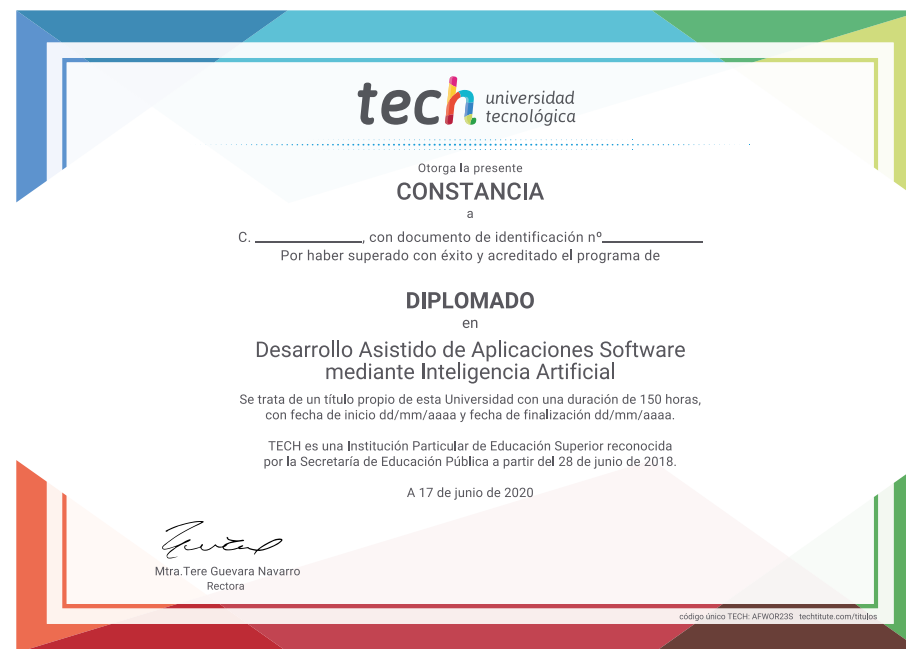 tech universidad
tecnológica
Otorga la presente
CONSTANCIA
a
C. ____________, con documento de identificación nº____________
Por haber superado con éxito y acreditado el programa de
DIPLOMADO
en
Desarrollo Asistido de Aplicaciones Software
mediante Inteligencia Artificial
Se trata de un título propio de esta Universidad con una duración de 150 horas,
con fecha de inicio dd/mm/aaaa y fecha de finalización dd/mm/aaaa.
TECH es una Institución Particular de Educación Superior reconocida
por la Secretaría de Educación Pública a partir del 28 de junio de 2018.
A 17 de junio de 2020
Mtra.Tere Guevara Navarro
Rectora
código único TECH: AFWOR23S techtitute.com/titulos